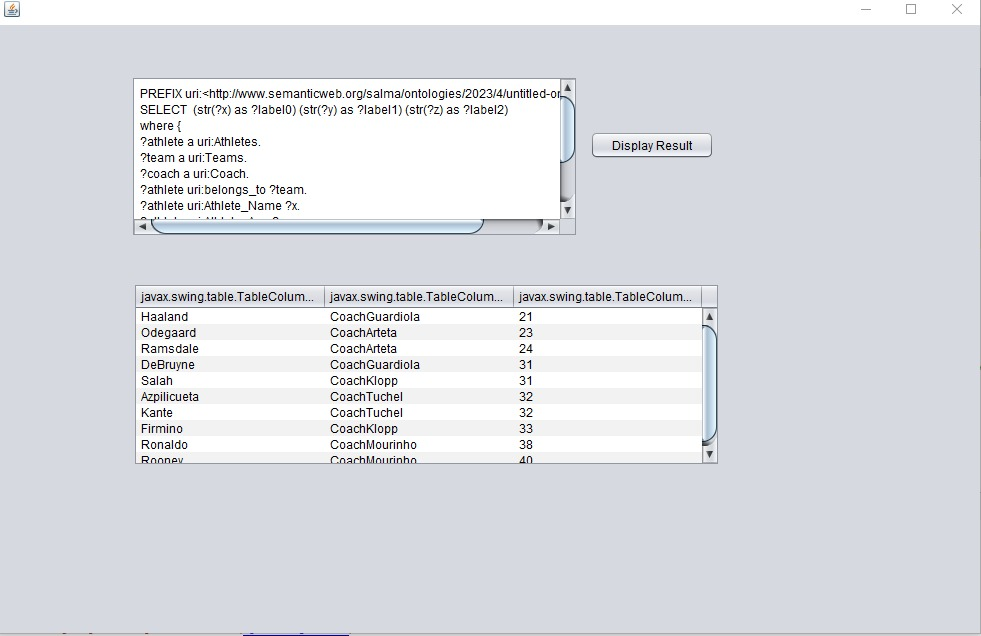 PREFIX uri:<http://www.semanticweb.org/salma/ontologies/2023/4/untitled-or
SELECT  (str(?x) as ?label0) (str(?y) as ?label1) (str(?z) as ?label2)
where {
?athlete a uri:Athletes.
?team a uri:Teams.
?coach a uri:Coach.
?athlete uri:belongs_to ?team.
?athlete uri:Athlete_Name ?x.
Display Result
javax.swing.table.TableColum... javax.swing.table.TableColum... javax.swing.table.TableColum...
Haaland CoachGuardiola 21
Odegaard CoachArteta 23
Ramsdale CoachArteta 24
DeBruyne CoachGuardiola 31
Salah CoachKlopp 31
Azpilicueta CoachTuchel 32
Kante CoachTuchel 32
Firmino CoachKlopp 33
Ronaldo CoachMourinho 38
Rooney CoachMourinho 40